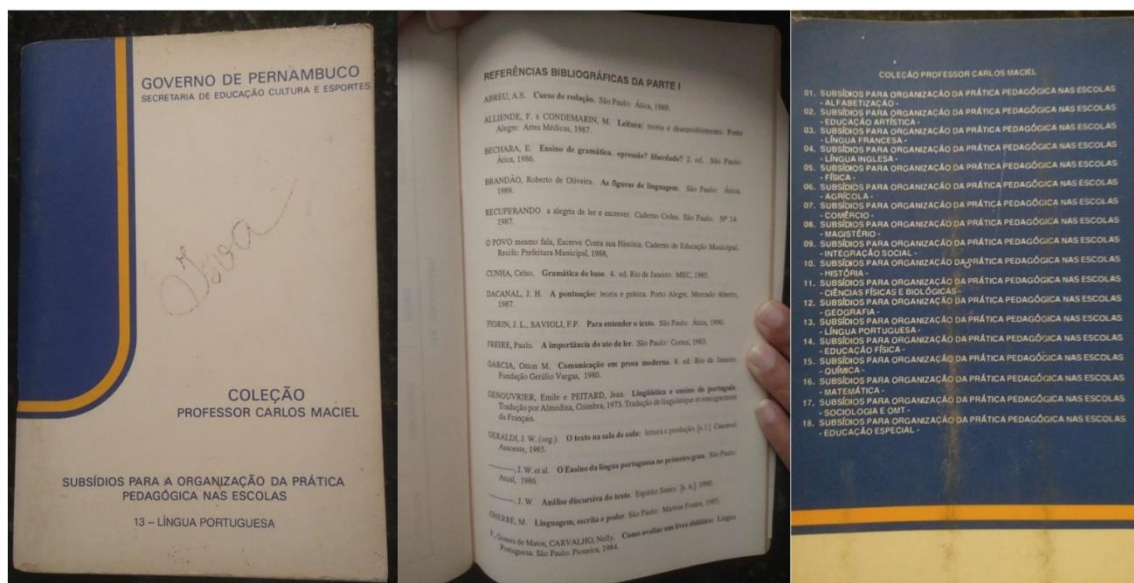 GOVERNO DE PERNAMBUCO
SECRETARIA DE EDUCAÇÃO CULTURA E ESPORTES
COLEÇÃO
PROFESSOR CARLOS MACIEL
SUBSÍDIOS PARA A ORGANIZAÇÃO DA PRÁTICA
PEDAGÓGICA NAS ESCOLAS
13 – LÍNGUA PORTUGUESA
REFERÊNCIAS BIBLIOGRÁFICAS DA PARTE I
ABREU, A.S. Curso de redação. São Paulo: Ática, 1989.
ALLIENDE, F. e CONDEMARIN, M. Leitura: teoria e desenvolvimento. Porto
Alegre: Artes Médicas, 1987.
BECHARA, E. Ensino de gramática. opressão? liberdade? 2. ed. São Paulo
Ática, 1986.
BRANDÃO, Roberto de Oliveira. As figuras de linguagem. São Paulo: Ática,
1989.
RECUPERANDO a alegria de ler e escrever. Caderno Cedes. São Paulo. Nº 14
1987.
O POVO mesmo fala, Escreve Conta sua História. Caderno de Educação Municipal.
Recife: Prefeitura Municipal, 1988,
CUNHA, Celso. Gramática de base. 4. ed. Rio de Janeiro: MEC, 1985.
DACANAL, J. H. A pontuação: teoria e prática. Porto Alegre, Mercado Aberto,
1987.
FIORIN, J.L., SAVIOLI, F.P. Para entender o texto. São Paulo: Ática, 1990.
FREIRE, Paulo. A importância do ato de ler. São Paulo: Cortez, 1983.
GARCIA, Othon M. Comunicação em prosa moderna. 8. ed. Rio de Janeiro:
Fundação Getúlio Vargas, 1980.
GENOUVRIER, Emile e PEITARD, Jean. Lingüística e ensino do português.
Tradução por Almedina, Coimbra, 1973. Tradução de linguistique et enseignement
du Français.
GERALDI, J. W. (org.). O texto na sala de aula: leitura e produção. [s.l.] Cascavel
Assoeste, 1985.
———, J. W. et al. O Ensino da língua portuguesa no primeiro grau. São Paulo:
Atual, 1986.
———, J. W. Análise discursiva do texto. Espírito Santo: [s. n.] 1990.
GNERRE, M. Linguagem, escrita e poder. São Paulo: Martins Fontes, 1985.
F., Gomes de Matos, CARVALHO, Nelly. Como avaliar um livro didático: Língua
Portuguesa. São Paulo: Pioneira, 1984.
COLEÇÃO PROFESSOR CARLOS MACIEL
01. SUBSÍDIOS PARA ORGANIZAÇÃO DA PRÁTICA PEDAGÓGICA NAS ESCOLAS
- ALFABETIZAÇÃO -
02. SUBSÍDIOS PARA ORGANIZAÇÃO DA PRÁTICA PEDAGÓGICA NAS ESCOLAS
- EDUCAÇÃO ARTÍSTICA -
03. SUBSÍDIOS PARA ORGANIZAÇÃO DA PRÁTICA PEDAGÓGICA NAS ESCOLAS
- LÍNGUA FRANCESA -
04. SUBSÍDIOS PARA ORGANIZAÇÃO DA PRÁTICA PEDAGÓGICA NAS ESCOLAS
- LÍNGUA INGLESA -
05. SUBSÍDIOS PARA ORGANIZAÇÃO DA PRÁTICA PEDAGÓGICA NAS ESCOLAS
- FÍSICA -
06. SUBSÍDIOS PARA ORGANIZAÇÃO DA PRÁTICA PEDAGÓGICA NAS ESCOLAS
- AGRÍCOLA -
07. SUBSÍDIOS PARA ORGANIZAÇÃO DA PRÁTICA PEDAGÓGICA NAS ESCOLAS
- COMÉRCIO -
08. SUBSÍDIOS PARA ORGANIZAÇÃO DA PRÁTICA PEDAGÓGICA NAS ESCOLAS
- MAGISTÉRIO -
09. SUBSÍDIOS PARA ORGANIZAÇÃO DA PRÁTICA PEDAGÓGICA NAS ESCOLAS
- INTEGRAÇÃO SOCIAL -
10. SUBSÍDIOS PARA ORGANIZAÇÃO DA PRÁTICA PEDAGÓGICA NAS ESCOLAS
- HISTÓRIA -
11. SUBSÍDIOS PARA ORGANIZAÇÃO DA PRÁTICA PEDAGÓGICA NAS ESCOLAS
- CIÊNCIAS FÍSICAS E BIOLÓGICAS -
12. SUBSÍDIOS PARA ORGANIZAÇÃO DA PRÁTICA PEDAGÓGICA NAS ESCOLAS
- GEOGRAFIA -
13. SUBSÍDIOS PARA ORGANIZAÇÃO DA PRÁTICA PEDAGÓGICA NAS ESCOLAS
- LÍNGUA PORTUGUESA -
14. SUBSÍDIOS PARA ORGANIZAÇÃO DA PRÁTICA PEDAGÓGICA NAS ESCOLAS
- EDUCAÇÃO FÍSICA -
15. SUBSÍDIOS PARA ORGANIZAÇÃO DA PRÁTICA PEDAGÓGICA NAS ESCOLAS
- QUÍMICA -
16. SUBSÍDIOS PARA ORGANIZAÇÃO DA PRÁTICA PEDAGÓGICA NAS ESCOLAS
- MATEMÁTICA -
17. SUBSÍDIOS PARA ORGANIZAÇÃO DA PRÁTICA PEDAGÓGICA NAS ESCOLAS
- SOCIOLOGIA E OMT -
18. SUBSÍDIOS PARA ORGANIZAÇÃO DA PRÁTICA PEDAGÓGICA NAS ESCOLAS
- EDUCAÇÃO ESPECIAL -